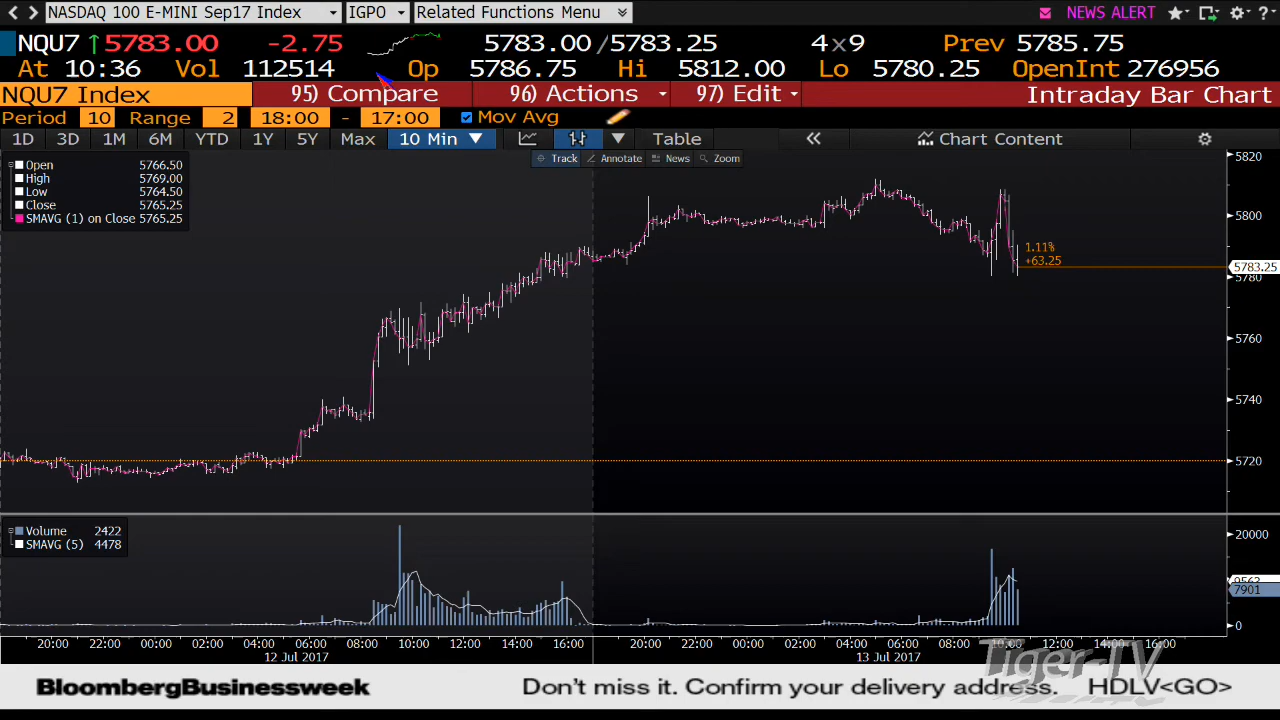 NASDAQ 100 E-MINI Sep17 Index IGPO Related Functions Menu NEWS ALERT ?
NQU7 ↑5783.00 -2.75 5783.00 /5783.25 4x9 Prev 5785.75
At 10:36 Vol 112514 Op 5786.75 Hi 5812.00 Lo 5780.25 OpenInt 276956
NQU7 Index 95) Compare 96) Actions 97) Edit Intraday Bar Chart
Period 10 Range 2 18:00 - 17:00 Mov Avg
1D 3D 1M 6M YTD 1Y 5Y Max 10 Min Table « Chart Content
Track Annotate News Zoom
Open 5766.50
High 5769.00
Low 5764.50
Close 5765.25
SMAVG (1) on Close 5765.25
5820
5800
1.11%
+63.25
5783.25
5780
5760
5740
5720
Volume 2422
SMAVG (5) 4478
20000
9562
7901
0
20:00 22:00 00:00 02:00 04:00 06:00 08:00 10:00 12:00 14:00 16:00 20:00 22:00 00:00 02:00 04:00 06:00 08:00 10:00 12:00 14:00 16:00
12 Jul 2017 13 Jul 2017
Tiger-TV
BloombergBusinessweek Don't miss it. Confirm your delivery address. HDLV<GO>